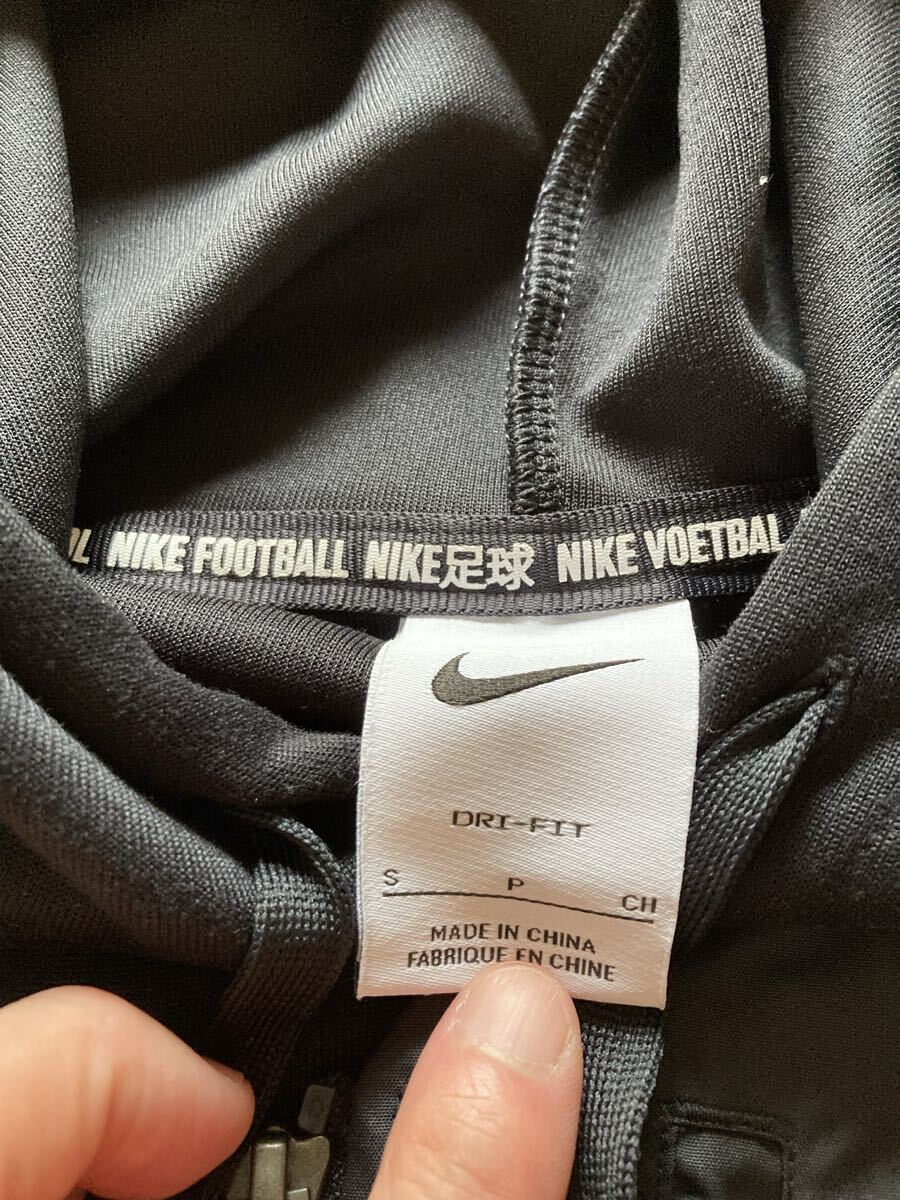 OL NIKE FOOTBALL NIKE足球 NIKE VOETBAL
DRI-FIT
S P CH
MADE IN CHINA
FABRIQUE EN CHINE